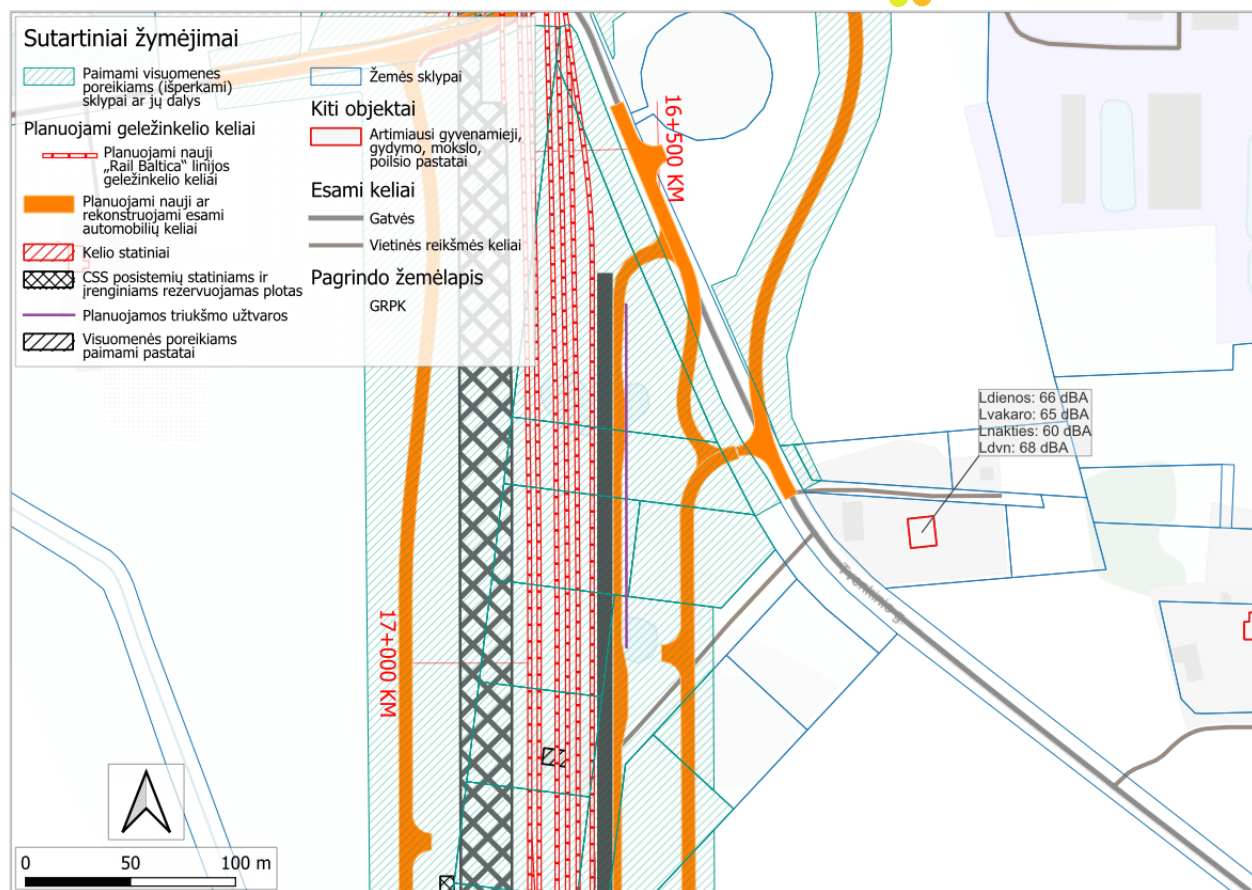 Sutartiniai žymėjimai
Paimami visuomenės
poreikiams (išperkami)
sklypai ar jų dalys
Planuojami geležinkelio keliai
Planuojami nauji
„Rail Baltica“ linijos
geležinkelio keliai
Planuojami nauji ar
rekonstruojami esami
automobilių keliai
Kelio statiniai
CSS posistemių statiniams ir
įrenginiams rezervuojamas plotas
Planuojamos triukšmo užtvaros
Visuomenės poreikiams
paimami pastatai
Žemės sklypai
Kiti objektai
Artimiausi gyvenamieji,
gydymo, mokslo,
poilsio pastatai
Esami keliai
Gatvės
Vietinės reikšmės keliai
Pagrindo žemėlapis
GRPK
16+500 KM
Ldienos: 66 dBA
Lvakaro: 65 dBA
Lnakties: 60 dBA
Ldvn: 68 dBA
17+000 KM
0 50 100 m